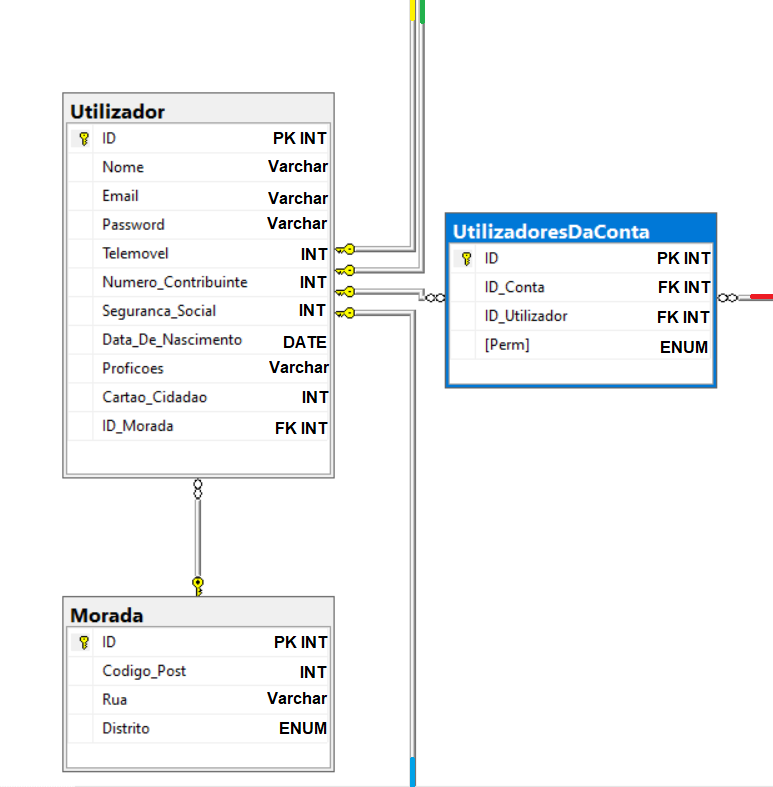 Utilizador
ID PK INT
Nome Varchar
Email Varchar
Password Varchar
Telemovel INT
Numero_Contribuinte INT
Seguranca_Social INT
Data_De_Nascimento DATE
Proficoes Varchar
Cartao_Cidadao INT
ID_Morada FK INT
UtilizadoresDaConta
ID PK INT
ID_Conta FK INT
ID_Utilizador FK INT
[Perm] ENUM
Morada
ID PK INT
Codigo_Post INT
Rua Varchar
Distrito ENUM